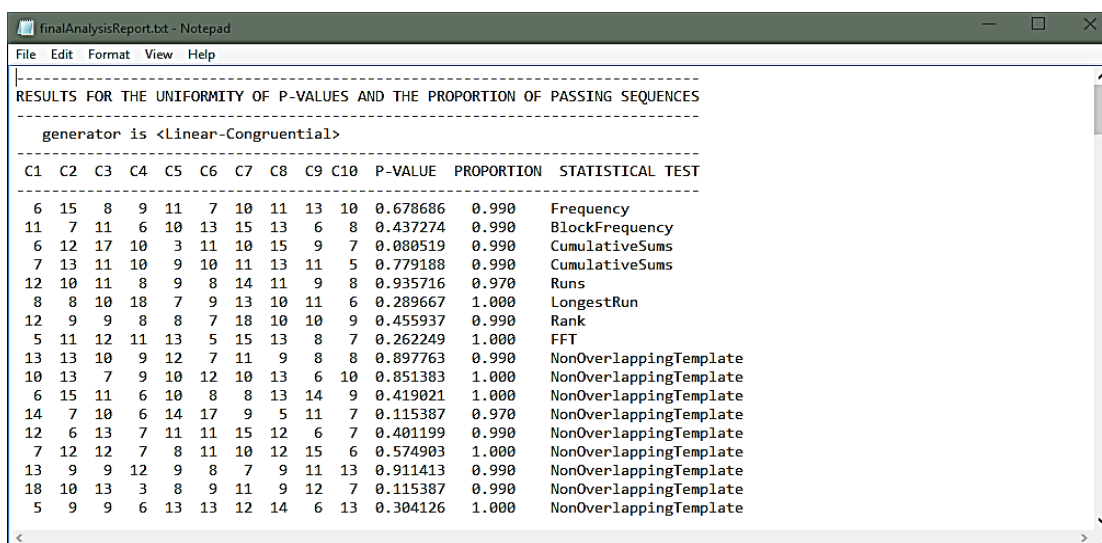 finalAnalysisReport.txt - Notepad
File Edit Format View Help
------------------------------------------------------------------------------
RESULTS FOR THE UNIFORMITY OF P-VALUES AND THE PROPORTION OF PASSING SEQUENCES
------------------------------------------------------------------------------
generator is <Linear-Congruential>
------------------------------------------------------------------------------
C1 C2 C3 C4 C5 C6 C7 C8 C9 C10 P-VALUE PROPORTION STATISTICAL TEST
------------------------------------------------------------------------------
6 15 8 9 11 7 10 11 13 10 0.678686 0.990 Frequency
11 7 11 6 10 13 15 13 6 8 0.437274 0.990 BlockFrequency
6 12 17 10 3 11 10 15 9 7 0.080519 0.990 CumulativeSums
7 13 11 10 9 10 11 13 11 5 0.779188 0.990 CumulativeSums
12 10 11 8 9 8 14 11 9 8 0.935716 0.970 Runs
8 8 10 18 7 9 13 10 11 6 0.289667 1.000 LongestRun
12 9 9 8 8 7 18 10 10 9 0.455937 0.990 Rank
5 11 12 11 13 5 15 13 8 7 0.262249 1.000 FFT
13 13 10 9 12 7 11 9 8 8 0.897763 0.990 NonOverlappingTemplate
10 13 7 9 10 12 10 13 6 10 0.851383 1.000 NonOverlappingTemplate
6 15 11 6 10 8 8 13 14 9 0.419021 1.000 NonOverlappingTemplate
14 7 10 6 14 17 9 5 11 7 0.115387 0.970 NonOverlappingTemplate
12 6 13 7 11 11 15 12 6 7 0.401199 0.990 NonOverlappingTemplate
7 12 12 7 8 11 10 12 15 6 0.574903 1.000 NonOverlappingTemplate
13 9 9 12 9 8 7 9 11 13 0.911413 0.990 NonOverlappingTemplate
18 10 13 3 8 9 11 9 12 7 0.115387 0.990 NonOverlappingTemplate
5 9 9 6 13 13 12 14 6 13 0.304126 1.000 NonOverlappingTemplate